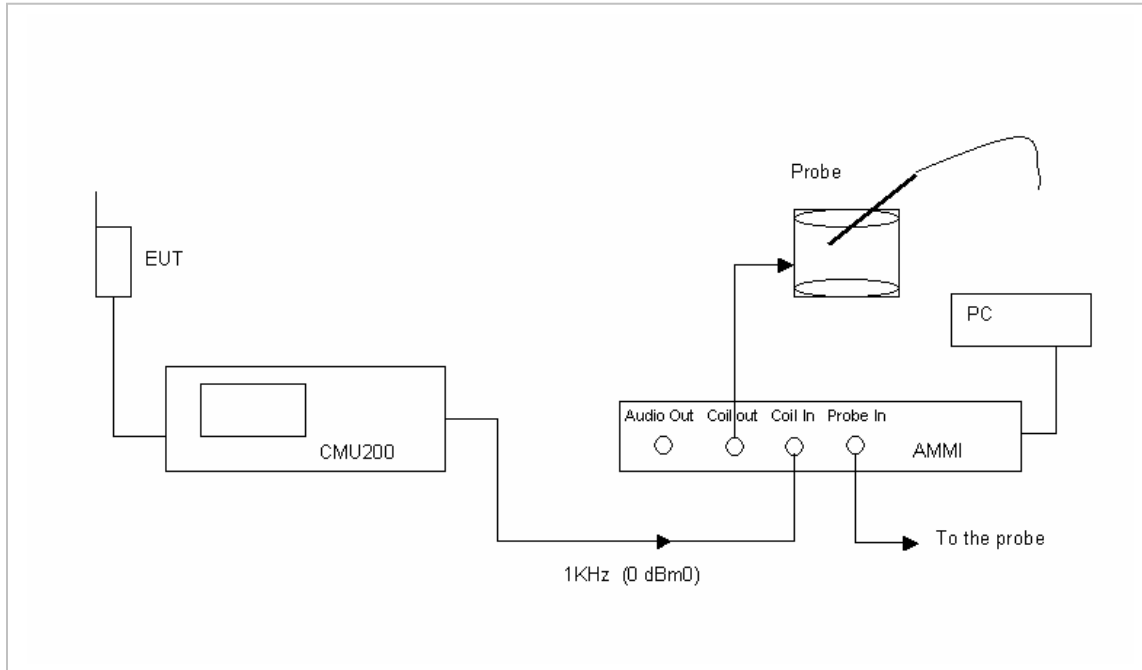 Probe
EUT
PC
Audio Out Coil out Coil In Probe In
CMU200
AMMI
To the probe
1KHz (0 dBm0)